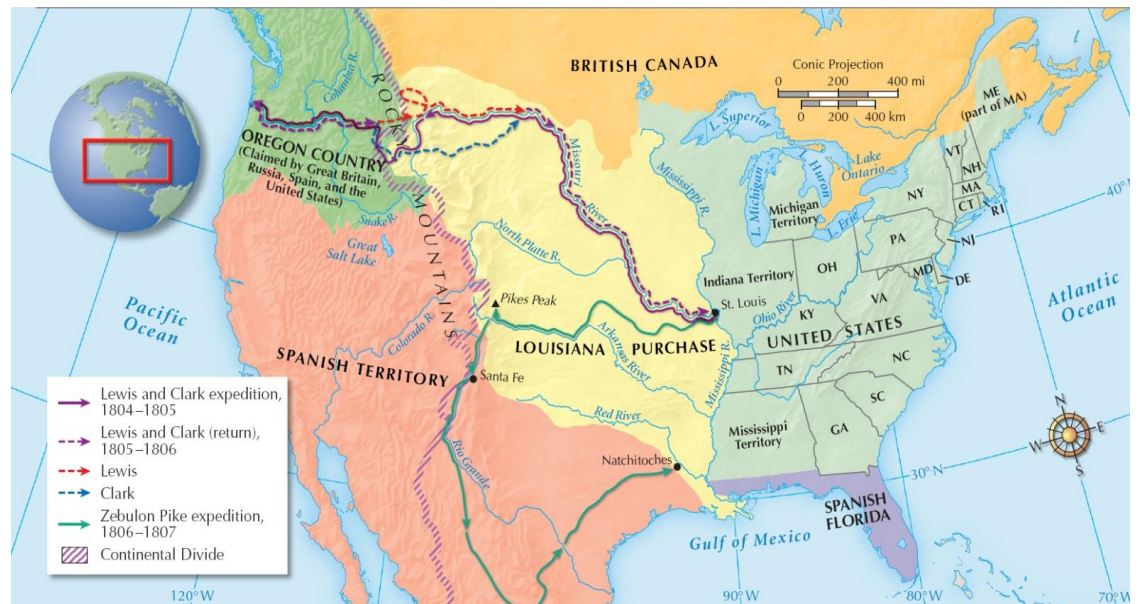 BRITISH CANADA
Conic Projection
0 200 400 mi
0 200 400 km
ROCKY MOUNTAINS
Columbia R.
OREGON COUNTRY
(Claimed by Great Britain,
Russia, Spain, and the
United States)
Snake R.
Great
Salt Lake
Missouri
River
Mississippi R.
L. Superior
L. Michigan
L. Huron
Lake
Ontario
L. Erie
Michigan
Territory
ME
(part of MA)
VT
NH
NY
MA
CT
RI
40° N
PA
NJ
MD
DE
Indiana Territory
OH
VA
North Platte R.
Pikes Peak
St. Louis
Ohio River
KY
UNITED STATES
Pacific
Ocean
Atlantic
Ocean
Colorado R.
LOUISIANA PURCHASE
Arkansas River
Mississippi R.
TN
NC
SPANISH TERRITORY
Santa Fe
SC
Red River
Mississippi
Territory
GA
Rio Grande
Natchitoches
30° N
SPANISH
FLORIDA
Gulf of Mexico
N
W E
S
Lewis and Clark expedition,
1804–1805
Lewis and Clark (return),
1805–1806
Lewis
Clark
Zebulon Pike expedition,
1806–1807
Continental Divide
120° W
90° W
80° W
70° W